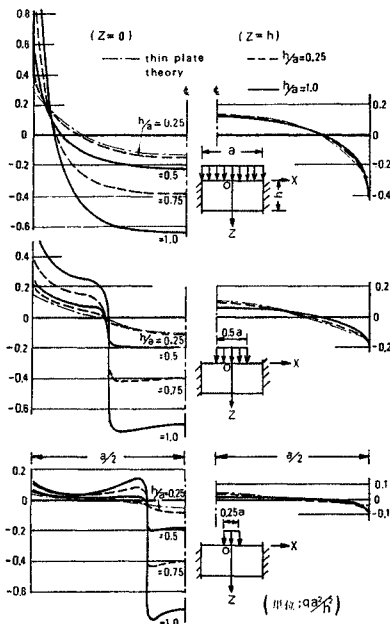 0.8
(Z=0)
(Z=h)
0.6
thin plate theory
h/a=0.25
0.4
h/a=1.0
0.2
h/a=0.25
0
-0.2
=0.5
-0.4
=0.75
-0.6
=1.0
℄
℄
0.2
0
-0.2
-0.4
a
h
O
X
Z
0.4
0.2
0
-0.2
-0.4
-0.6
h/a=0.25
=0.5
=0.75
=1.0
0.2
0
-0.2
0.5a
O
X
Z
a/2
a/2
0.2
0
-0.2
-0.4
-0.6
-0.8
h/a=0.25
=0.5
=0.75
=1.0
0.1
0
-0.1
0.25a
O
X
Z
(単位:qa²/h²)